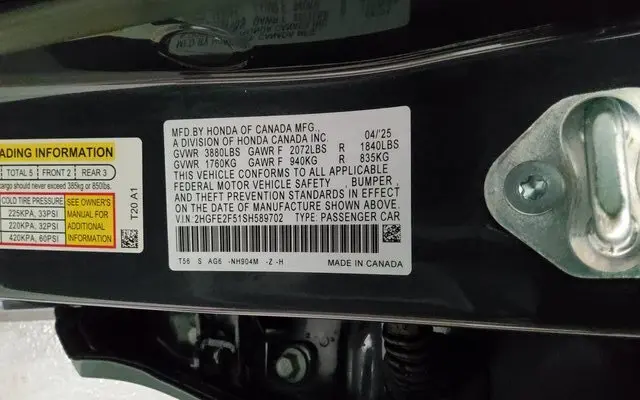 MFD.BY HONDA OF CANADA MFG.,
A DIVISION OF HONDA CANADA INC. 04/'25
GVWR 3880LBS GAWR F 2072LBS R 1840LBS
GVWR 1760KG GAWR F 940KG R 835KG
THIS VEHICLE CONFORMS TO ALL APPLICABLE
FEDERAL MOTOR VEHICLE SAFETY , BUMPER ,
AND THEFT PREVENTION STANDARDS IN EFFECT
ON THE DATE OF MANUFACTURE SHOWN ABOVE.
V.I.N. 2HGFE2F51SH589702 TYPE: PASSENGER CAR
T56 S AG6 -NH904M -Z -H MADE IN CANADA
ADING INFORMATION
TOTAL 5 FRONT 2 REAR 3
cargo should never exceed 385kg or 850lbs.
COLD TIRE PRESSURE
225KPA, 33PSI
220KPA, 32PSI
420KPA, 60PSI
SEE OWNER'S
MANUAL FOR
ADDITIONAL
INFORMATION
T20 A1